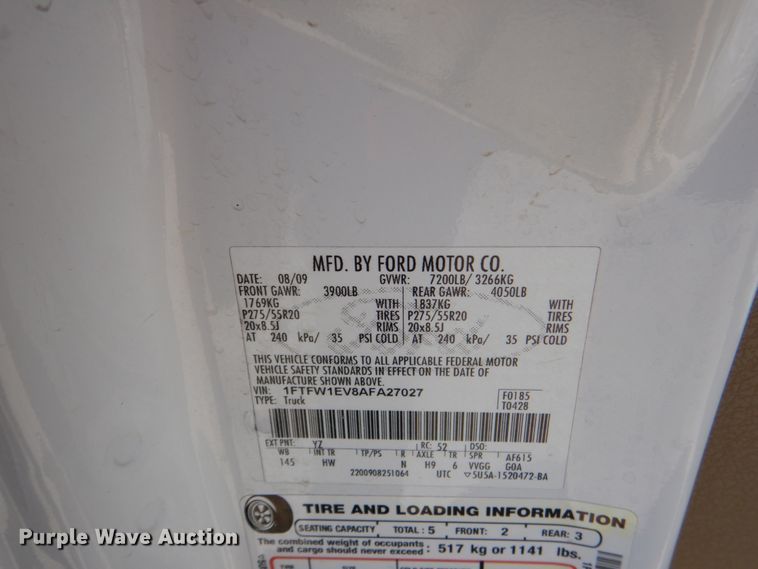 MFD. BY FORD MOTOR CO.
DATE: 08/09 GVWR: 7200LB/ 3266KG
FRONT GAWR: 3900LB REAR GAWR: 4050LB
1769KG WITH 1837KG WITH
P275/55R20 TIRES P275/55R20 TIRES
20x8.5J RIMS 20x8.5J RIMS
AT 240 kPa/ 35 PSI COLD AT 240 kPa/ 35 PSI COLD
THIS VEHICLE CONFORMS TO ALL APPLICABLE FEDERAL MOTOR
VEHICLE SAFETY STANDARDS IN EFFECT ON THE DATE OF
MANUFACTURE SHOWN ABOVE.
VIN: 1FTFW1EV8AFA27027 F0185
TYPE: Truck T0428
EXT PNT: YZ RC: 52 DSO:
WB INT TR TP/PS R AXLE TR SPR AF615
145 HW N H9 6 VVGG GOA
2200908251064 UTC 5U5A-1520472-BA
TIRE AND LOADING INFORMATION
SEATING CAPACITY TOTAL: 5 FRONT: 2 REAR: 3
The combined weight of occupants
and cargo should never exceed: 517 kg or 1141 lbs.
Purple Wave Auction